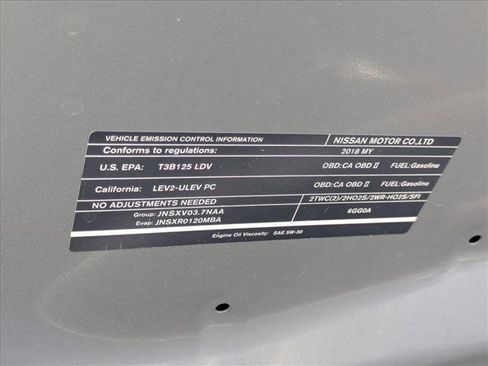 VEHICLE EMISSION CONTROL INFORMATION NISSAN MOTOR CO.,LTD
Conforms to regulations: 2018 MY
U.S. EPA: T3B125 LDV OBD:CA OBD II FUEL:Gasoline
California: LEV2-ULEV PC OBD:CA OBD II FUEL:Gasoline
NO ADJUSTMENTS NEEDED 2TWC(2)/2HO2S/2WR-HO2S/SFI
Group: JNSXV03.7NAA 6GG0A
Evap: JNSXR0120MBA
Engine Oil Viscosity: SAE 5W-30